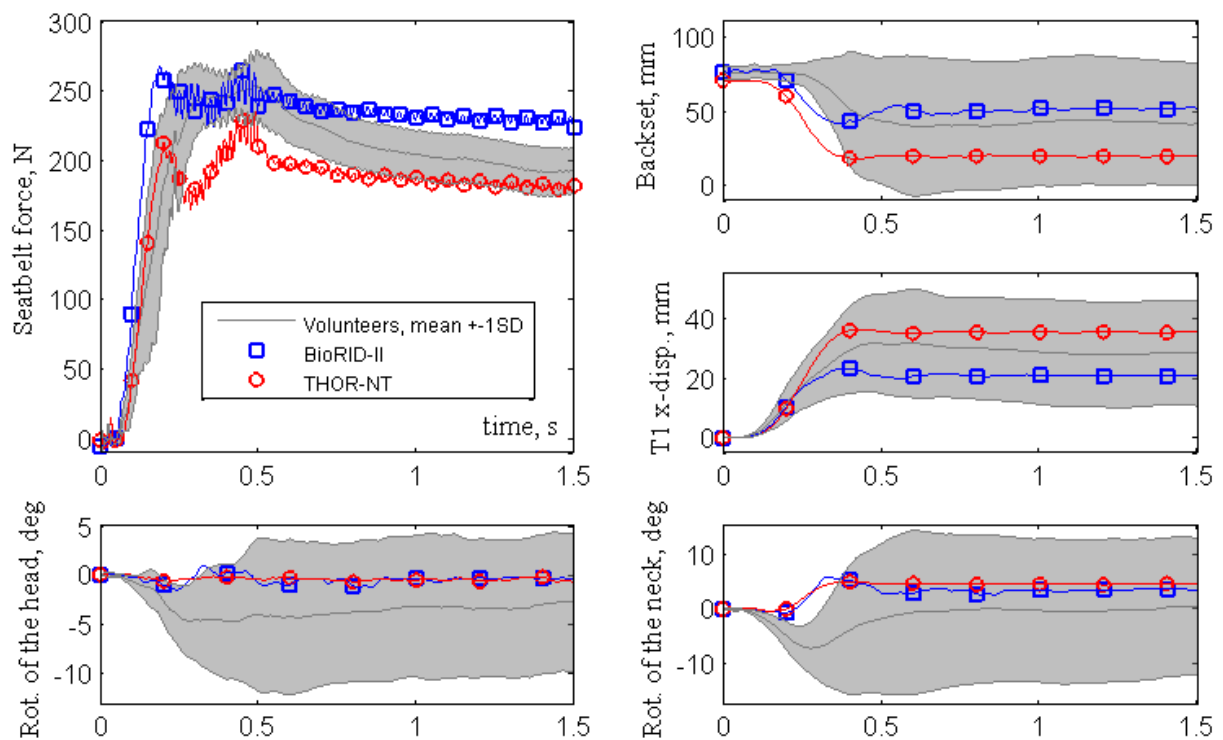 Seatbelt force, N
300
250
200
150
100
50
0
0 0.5 1 1.5
Volunteers, mean +-1SD
BioRID-II
THOR-NT
time, s
Backset, mm
100
50
0
0 0.5 1 1.5
T1 x-disp., mm
40
20
0
0 0.5 1 1.5
Rot. of the head, deg
5
0
-5
-10
0 0.5 1 1.5
Rot. of the neck, deg
10
0
-10
0 0.5 1 1.5